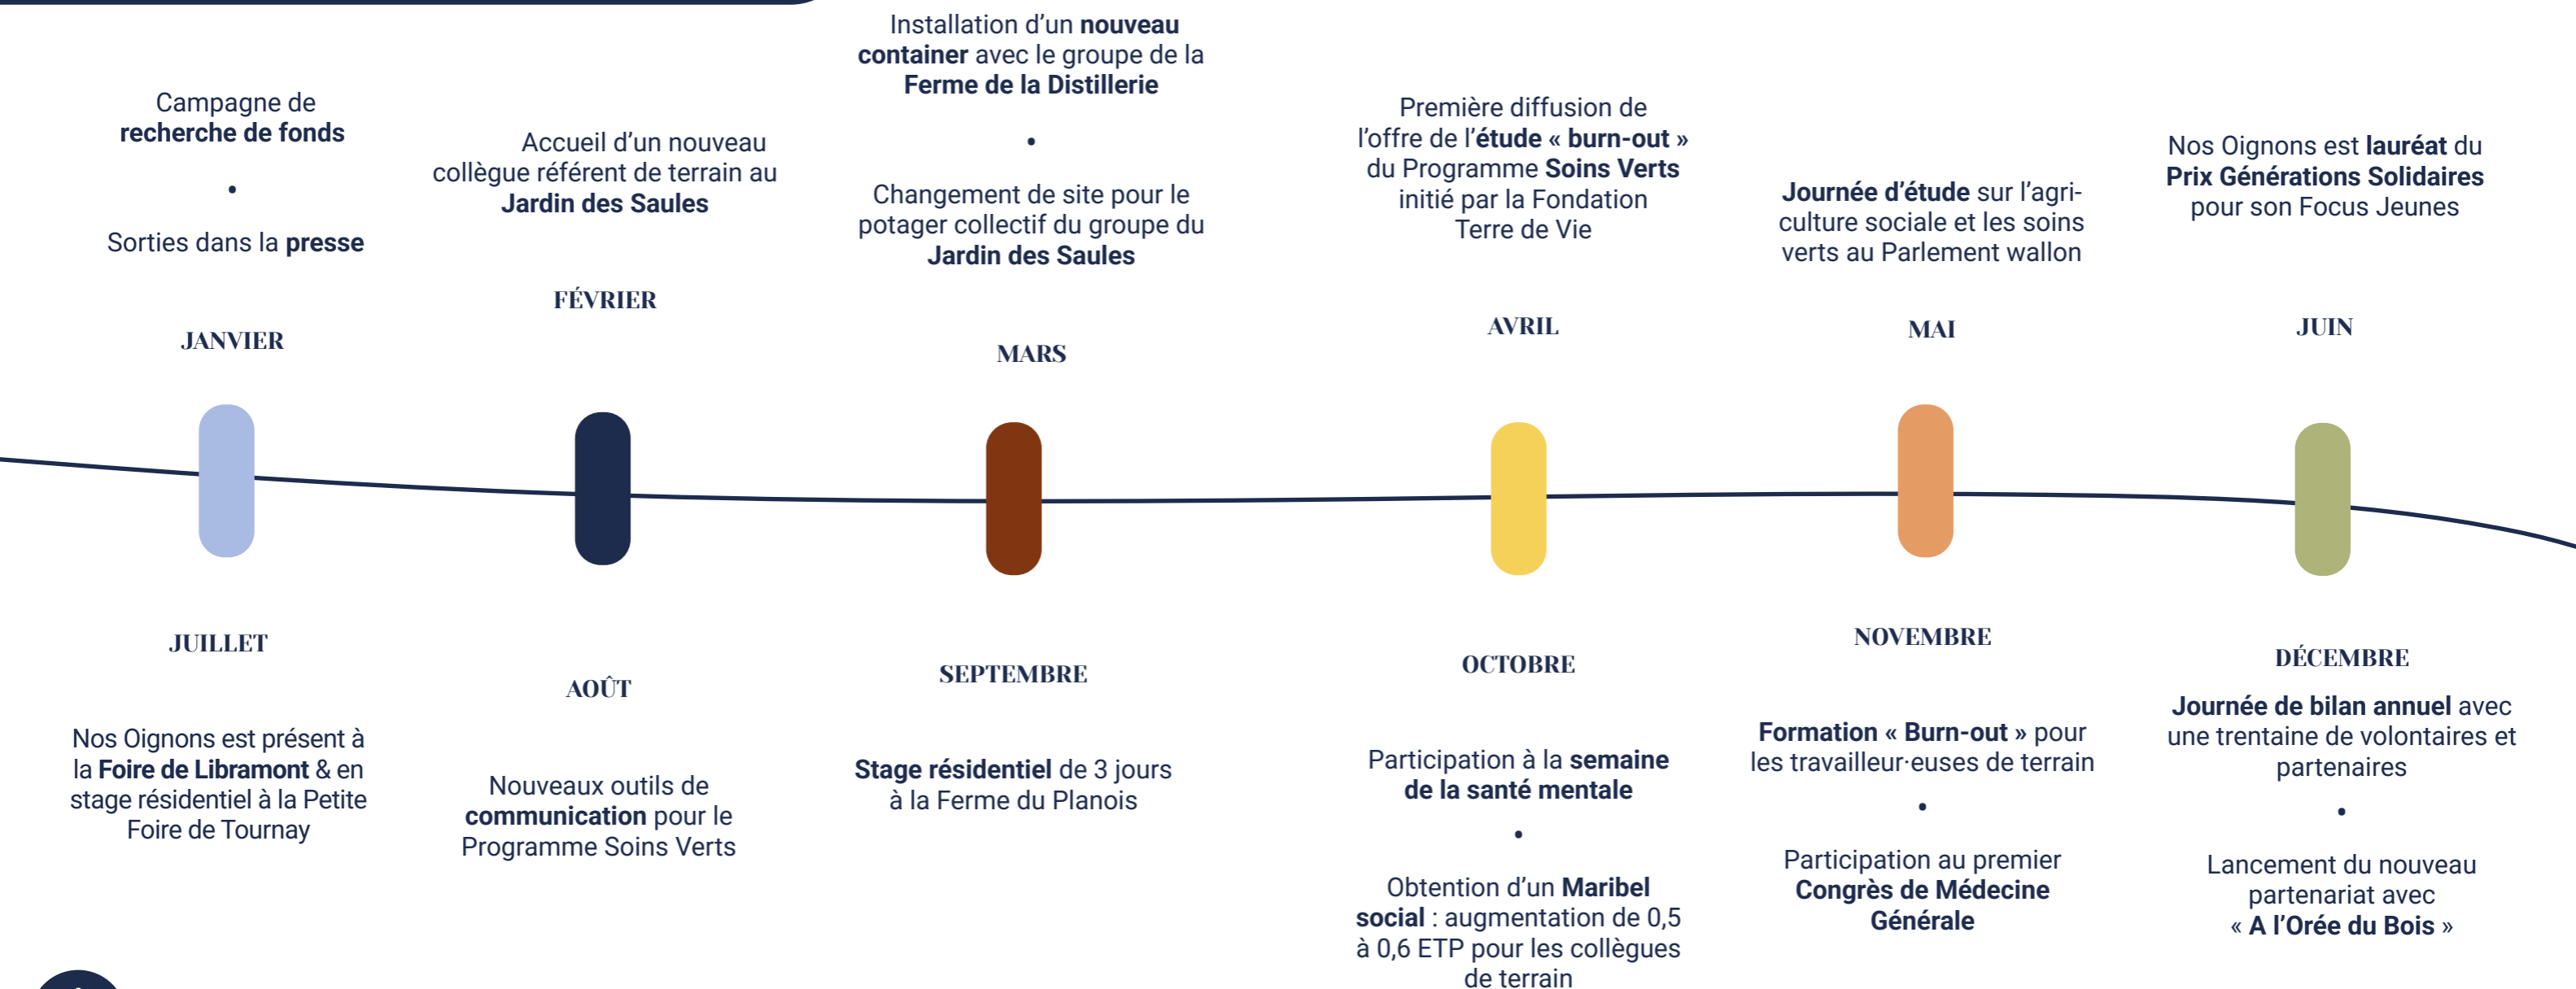 Campagne de
recherche de fonds
•
Sorties dans la presse
JANVIER
Accueil d’un nouveau
collègue référent de terrain au
Jardin des Saules
FÉVRIER
Installation d’un nouveau
container avec le groupe de la
Ferme de la Distillerie
•
Changement de site pour le
potager collectif du groupe du
Jardin des Saules
MARS
Première diffusion de
l’offre de l’étude « burn-out »
du Programme Soins Verts
initié par la Fondation
Terre de Vie
AVRIL
Journée d’étude sur l’agri-
culture sociale et les soins
verts au Parlement wallon
MAI
Nos Oignons est lauréat du
Prix Générations Solidaires
pour son Focus Jeunes
JUIN
JUILLET
Nos Oignons est présent à
la Foire de Libramont & en
stage résidentiel à la Petite
Foire de Tournay
AOÛT
Nouveaux outils de
communication pour le
Programme Soins Verts
SEPTEMBRE
Stage résidentiel de 3 jours
à la Ferme du Planois
OCTOBRE
Participation à la semaine
de la santé mentale
•
Obtention d’un Maribel
social : augmentation de 0,5
à 0,6 ETP pour les collègues
de terrain
NOVEMBRE
Formation « Burn-out » pour
les travailleur·euses de terrain
•
Participation au premier
Congrès de Médecine
Générale
DÉCEMBRE
Journée de bilan annuel avec
une trentaine de volontaires et
partenaires
•
Lancement du nouveau
partenariat avec
« A l’Orée du Bois »